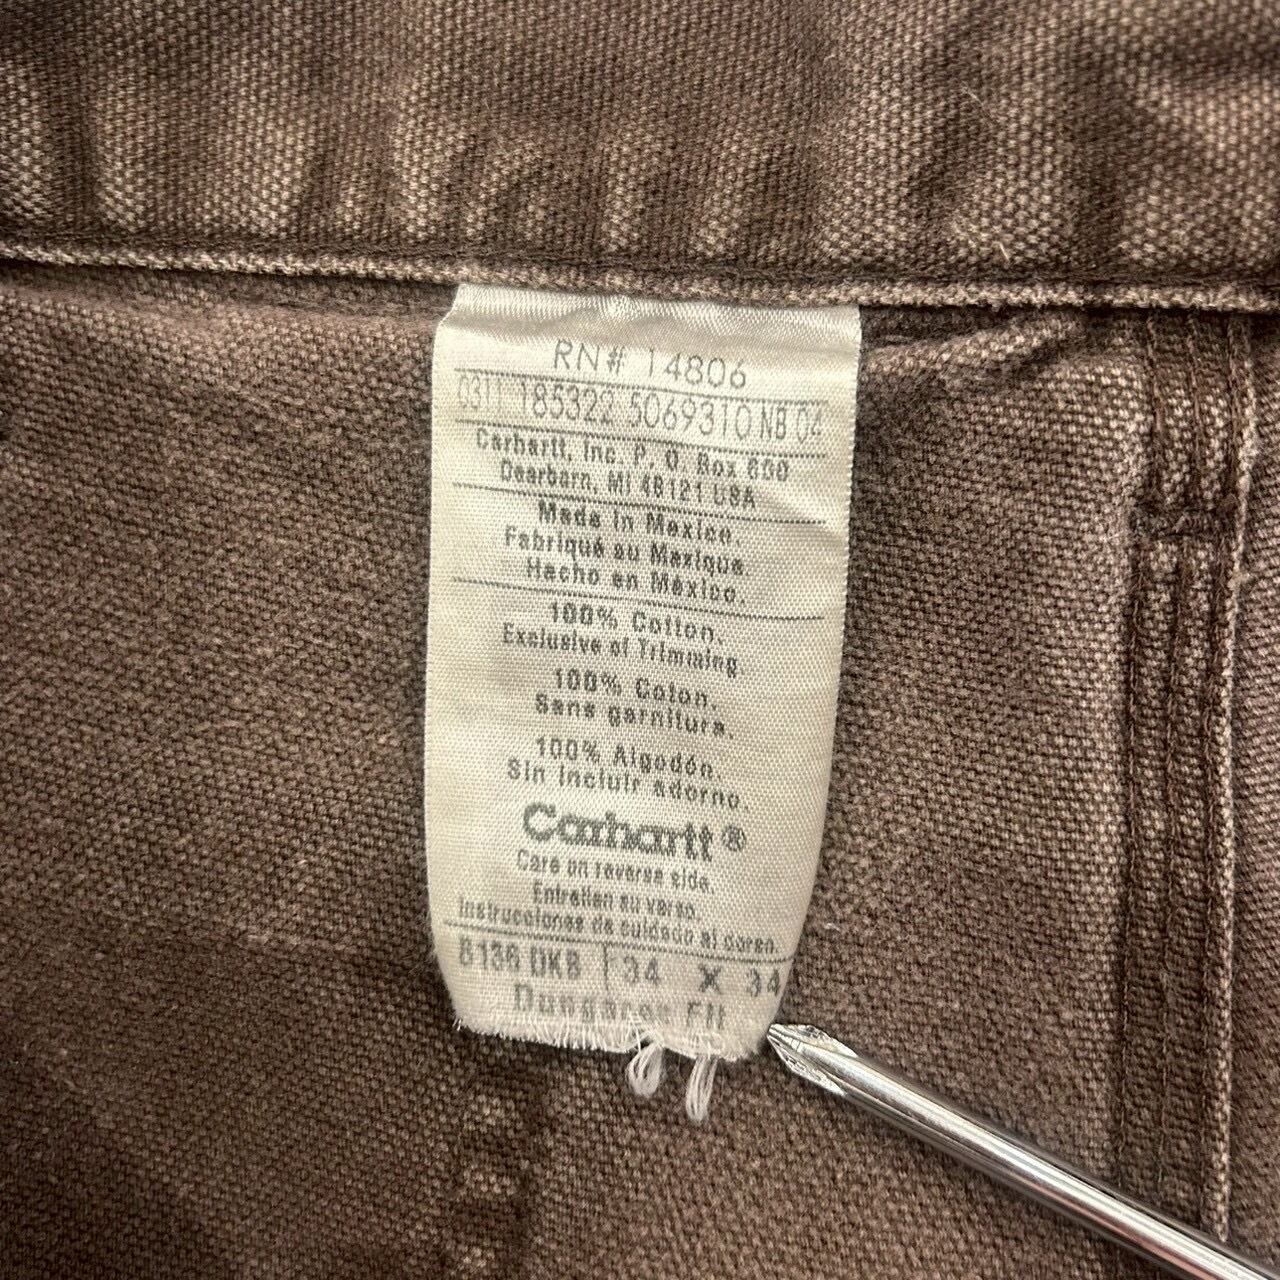 RN# 14806
0311 185322 5069310 NB 04
Carhartt, Inc. P. O. Box 600
Dearborn, MI 48121 USA
Made in Mexico.
Fabriqué au Mexique.
Hecho en México.
100% Cotton.
Exclusive of Trimming.
100% Coton.
Sans garniture.
100% Algodón.
Sin incluir adorno.
Carhartt®
Care on reverse side.
Entretien au verso.
Instrucciones de cuidado al dorso.
B136 DKB 34 X 34
Dungaree Fit